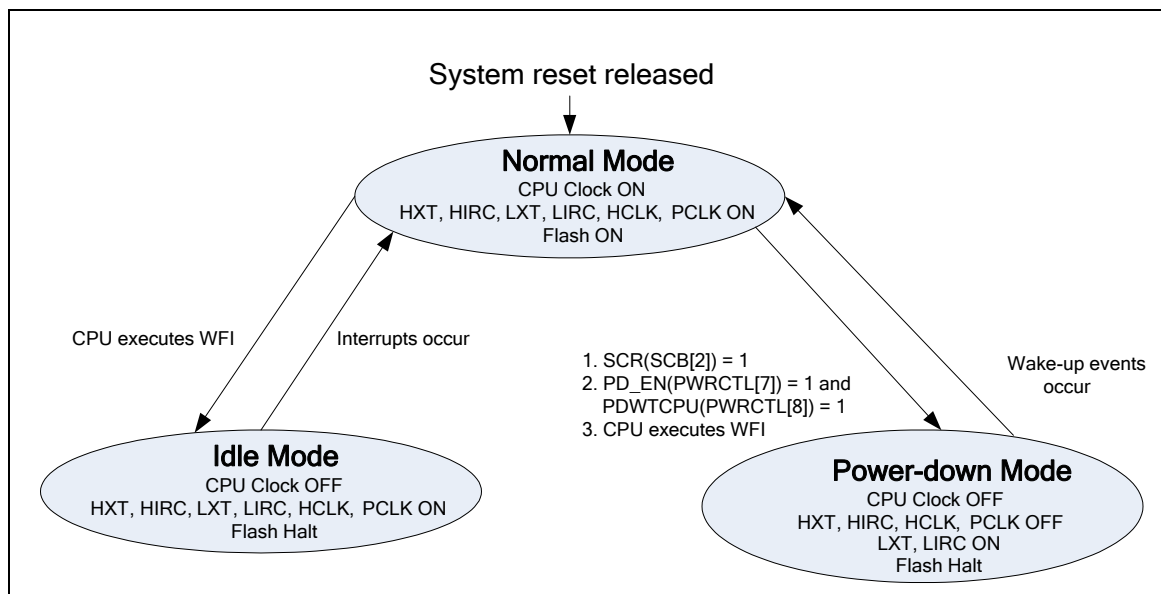 System reset released
Normal Mode
CPU Clock ON
HXT, HIRC, LXT, LIRC, HCLK, PCLK ON
Flash ON
CPU executes WFI
Interrupts occur
1. SCR(SCB[2]) = 1
2. PD_EN(PWRCTL[7]) = 1 and
PDWTCPU(PWRCTL[8]) = 1
3. CPU executes WFI
Wake-up events
occur
Idle Mode
CPU Clock OFF
HXT, HIRC, LXT, LIRC, HCLK, PCLK ON
Flash Halt
Power-down Mode
CPU Clock OFF
HXT, HIRC, HCLK, PCLK OFF
LXT, LIRC ON
Flash Halt